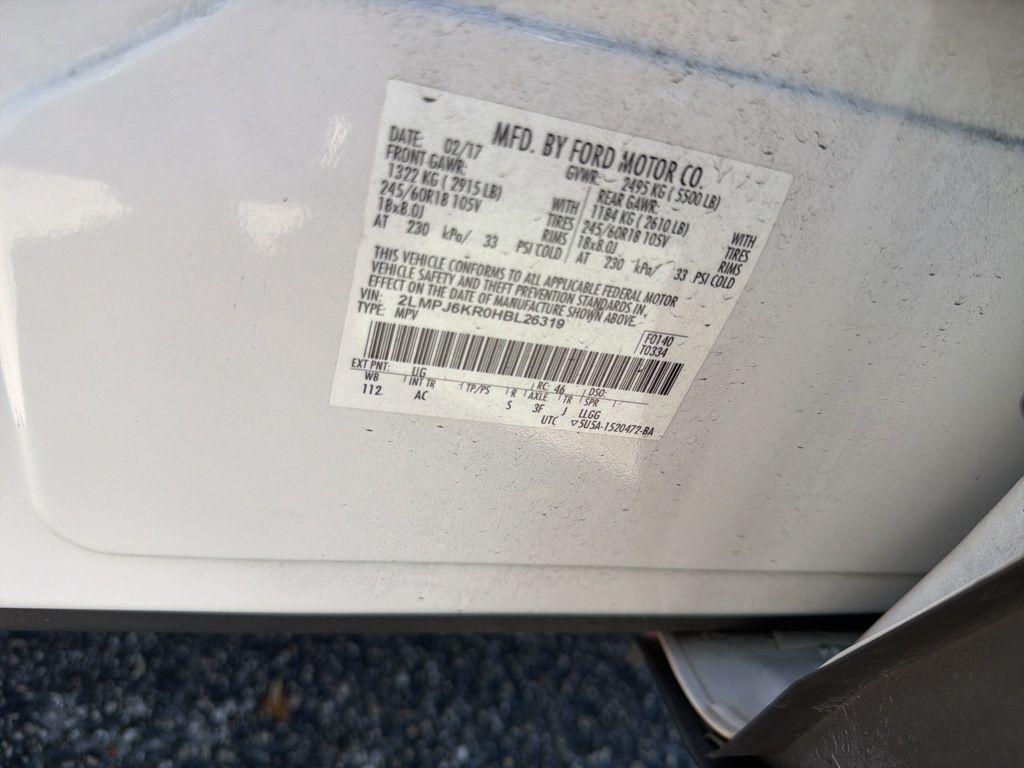 MFD. BY FORD MOTOR CO.
DATE: 02/17 GVWR: 2495 KG ( 5500 LB)
FRONT GAWR: REAR GAWR:
1322 KG ( 2915 LB) WITH 1184 KG ( 2610 LB) WITH
245/60R18 105V TIRES 245/60R18 105V TIRES
18x8.0J RIMS 18x8.0J RIMS
AT 230 kPa/ 33 PSI COLD AT 230 kPa/ 33 PSI COLD
THIS VEHICLE CONFORMS TO ALL APPLICABLE FEDERAL MOTOR
VEHICLE SAFETY AND THEFT PREVENTION STANDARDS IN
EFFECT ON THE DATE OF MANUFACTURE SHOWN ABOVE.
VIN: 2LMPJ6KR0HBL26319
TYPE: MPV
F0140
T0334
EXT PNT: UG RC: 46 DSO:
WB INT TR TP/PS R AXLE TR SPR
112 AC 5 3F J LLGG
UTC ▽5U5A-1520472-BA